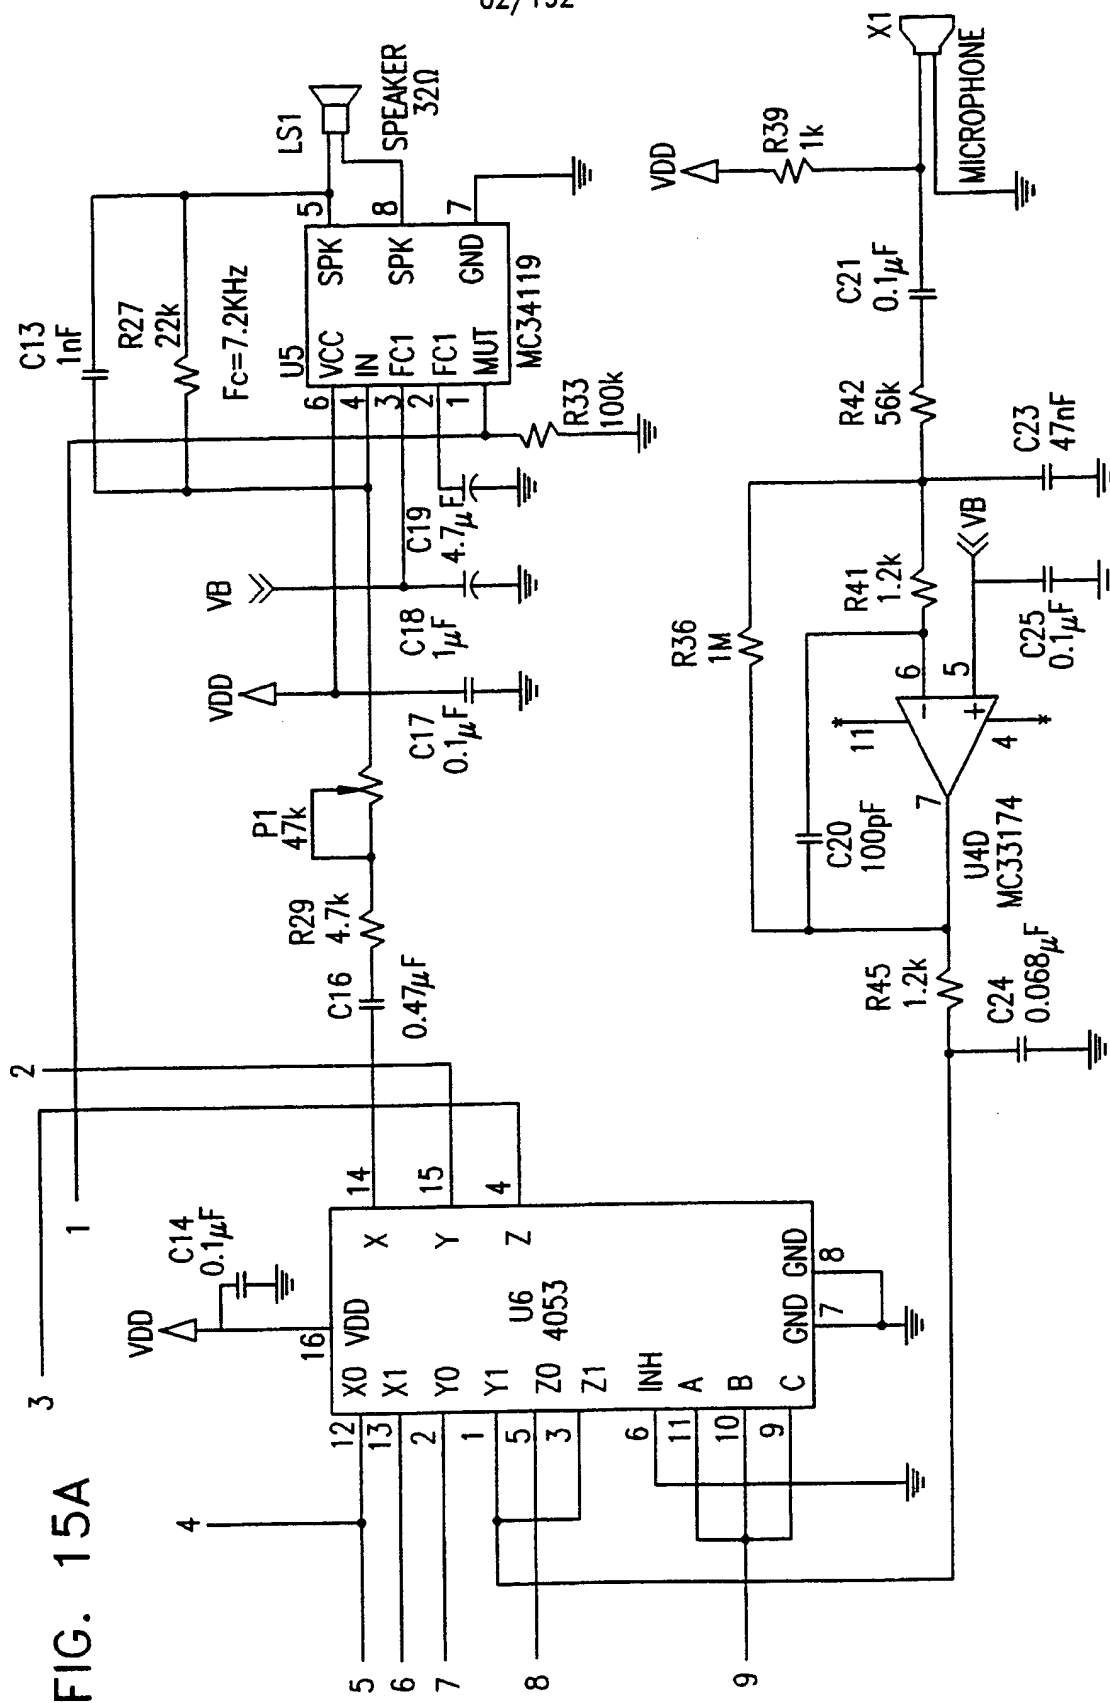 62/152
FIG. 15A
3
1
2
4
5
6
7
8
9
VDD
C14
0.1µF
16
VDD
12
X0
13
X1
2
Y0
1
Y1
5
Z0
3
Z1
6
INH
11
A
10
B
9
C
U6
4053
X
14
Y
15
Z
4
GND
7
GND
8
C16
0.47µF
R29
4.7k
P1
47k
VDD
C17
0.1µF
VB
C18
1µF
C19
4.7µF
C13
1nF
R27
22k
Fc=7.2KHz
U5
6
VCC
4
IN
3
FC1
2
FC1
1
MUT
SPK
5
SPK
8
GND
7
MC34119
R33
100k
LS1
SPEAKER
32Ω
R45
1.2k
C24
0.068µF
U4D
MC33174
7
11
4
6
5
-
+
C20
100pF
R36
1M
R41
1.2k
C25
0.1µF
VB
C23
47nF
R42
56k
C21
0.1µF
VDD
R39
1k
X1
MICROPHONE